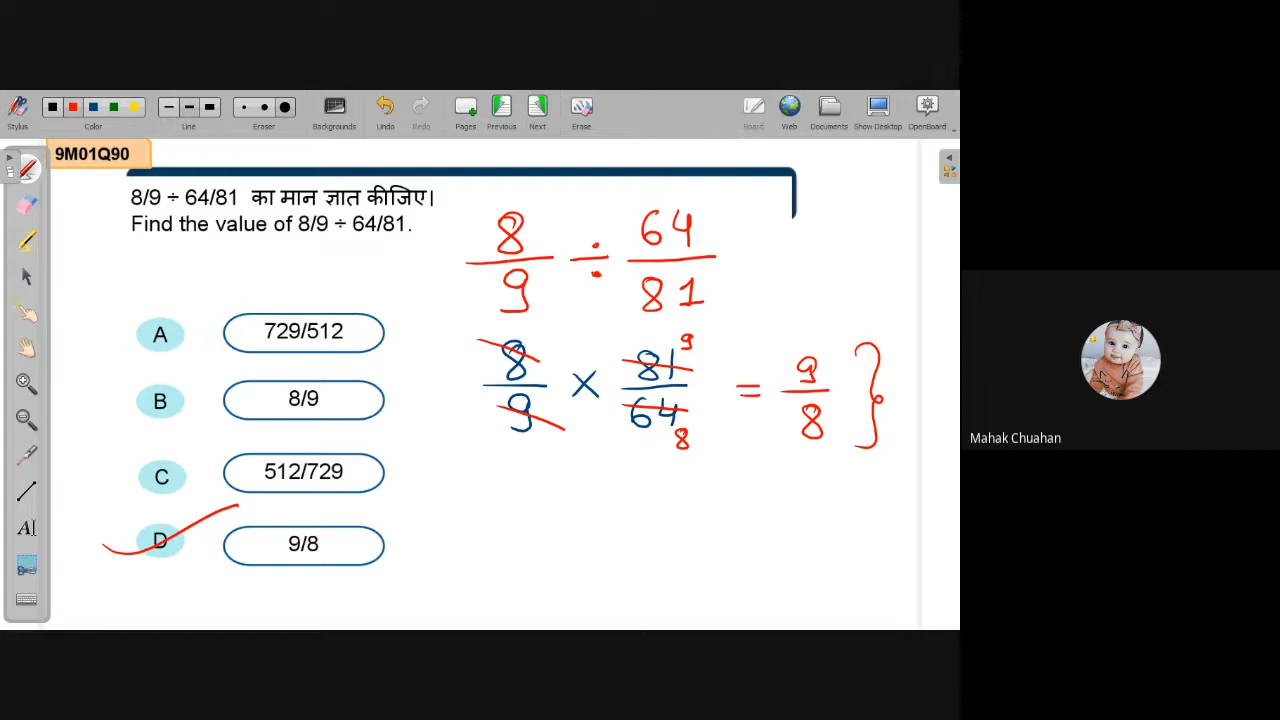 Stylus Color Line Eraser Backgrounds Undo Redo Pages Previous Next Erase Board Web Documents Show Desktop OpenBoard
9M01Q90
8/9 ÷ 64/81 का मान ज्ञात कीजिए।
Find the value of 8/9 ÷ 64/81.
8/9 ÷ 64/81
A 729/512
8/9 × 81/64 = 9/8
9
8
B 8/9
C 512/729
D 9/8
Mahak Chuahan